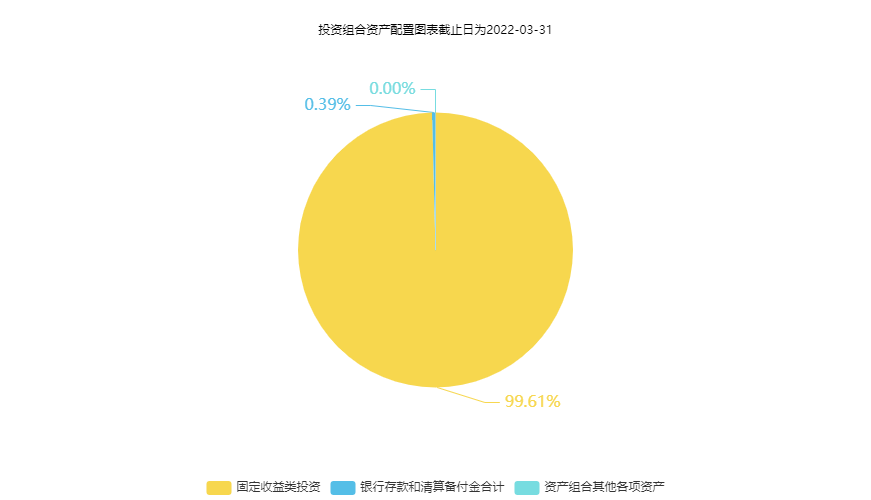 投资组合资产配置图表截止日为2022-03-31
0.00%
0.39%
99.61%
固定收益类投资 银行存款和清算备付金合计 资产组合其他各项资产